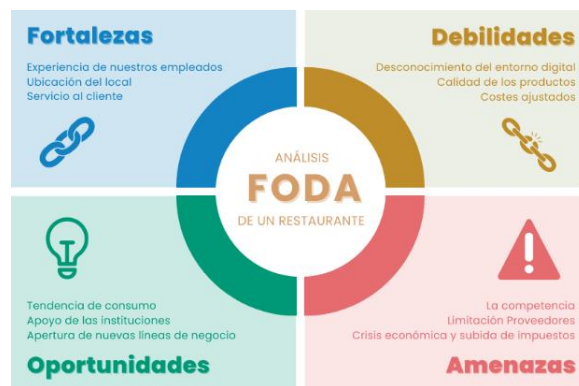 Fortalezas
Experiencia de nuestros empleados
Ubicación del local
Servicio al cliente
Debilidades
Desconocimiento del entorno digital
Calidad de los productos
Costes ajustados
ANÁLISIS
FODA
DE UN RESTAURANTE
Tendencia de consumo
Apoyo de las instituciones
Apertura de nuevas líneas de negocio
Oportunidades
La competencia
Limitación Proveedores
Crisis económica y subida de impuestos
Amenazas